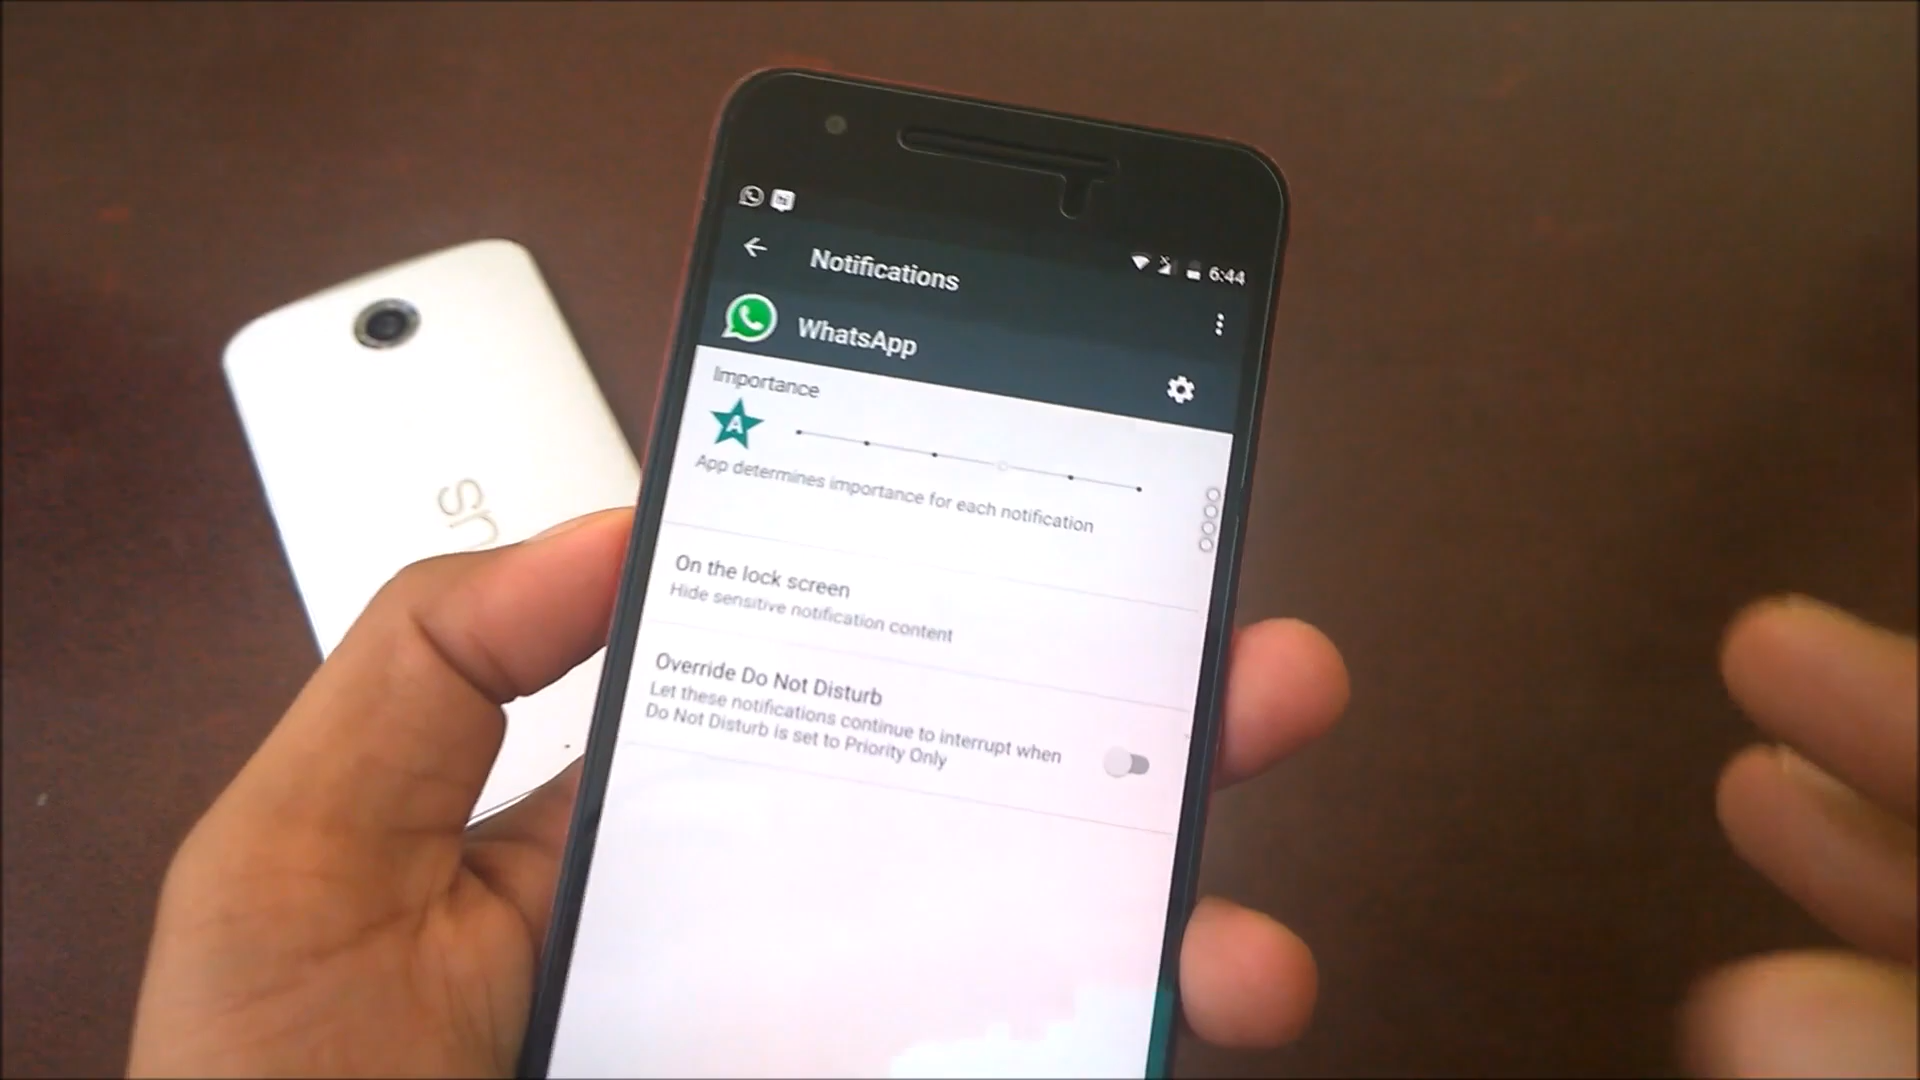 6:44
Notifications
WhatsApp
Importance
A
App determines importance for each notification
On the lock screen
Hide sensitive notification content
Override Do Not Disturb
Let these notifications continue to interrupt when
Do Not Disturb is set to Priority Only